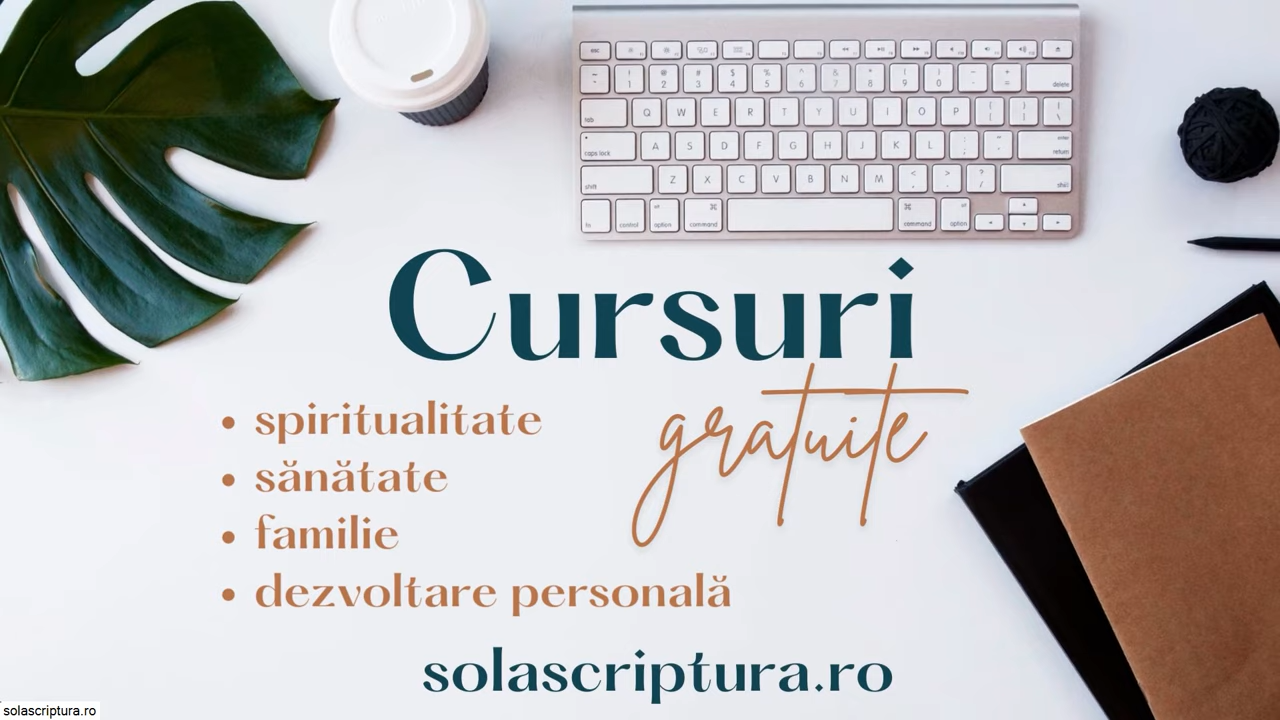 Cursuri
gratuite
• spiritualitate
• sănătate
• familie
• dezvoltare personală
solascriptura.ro
solascriptura.ro